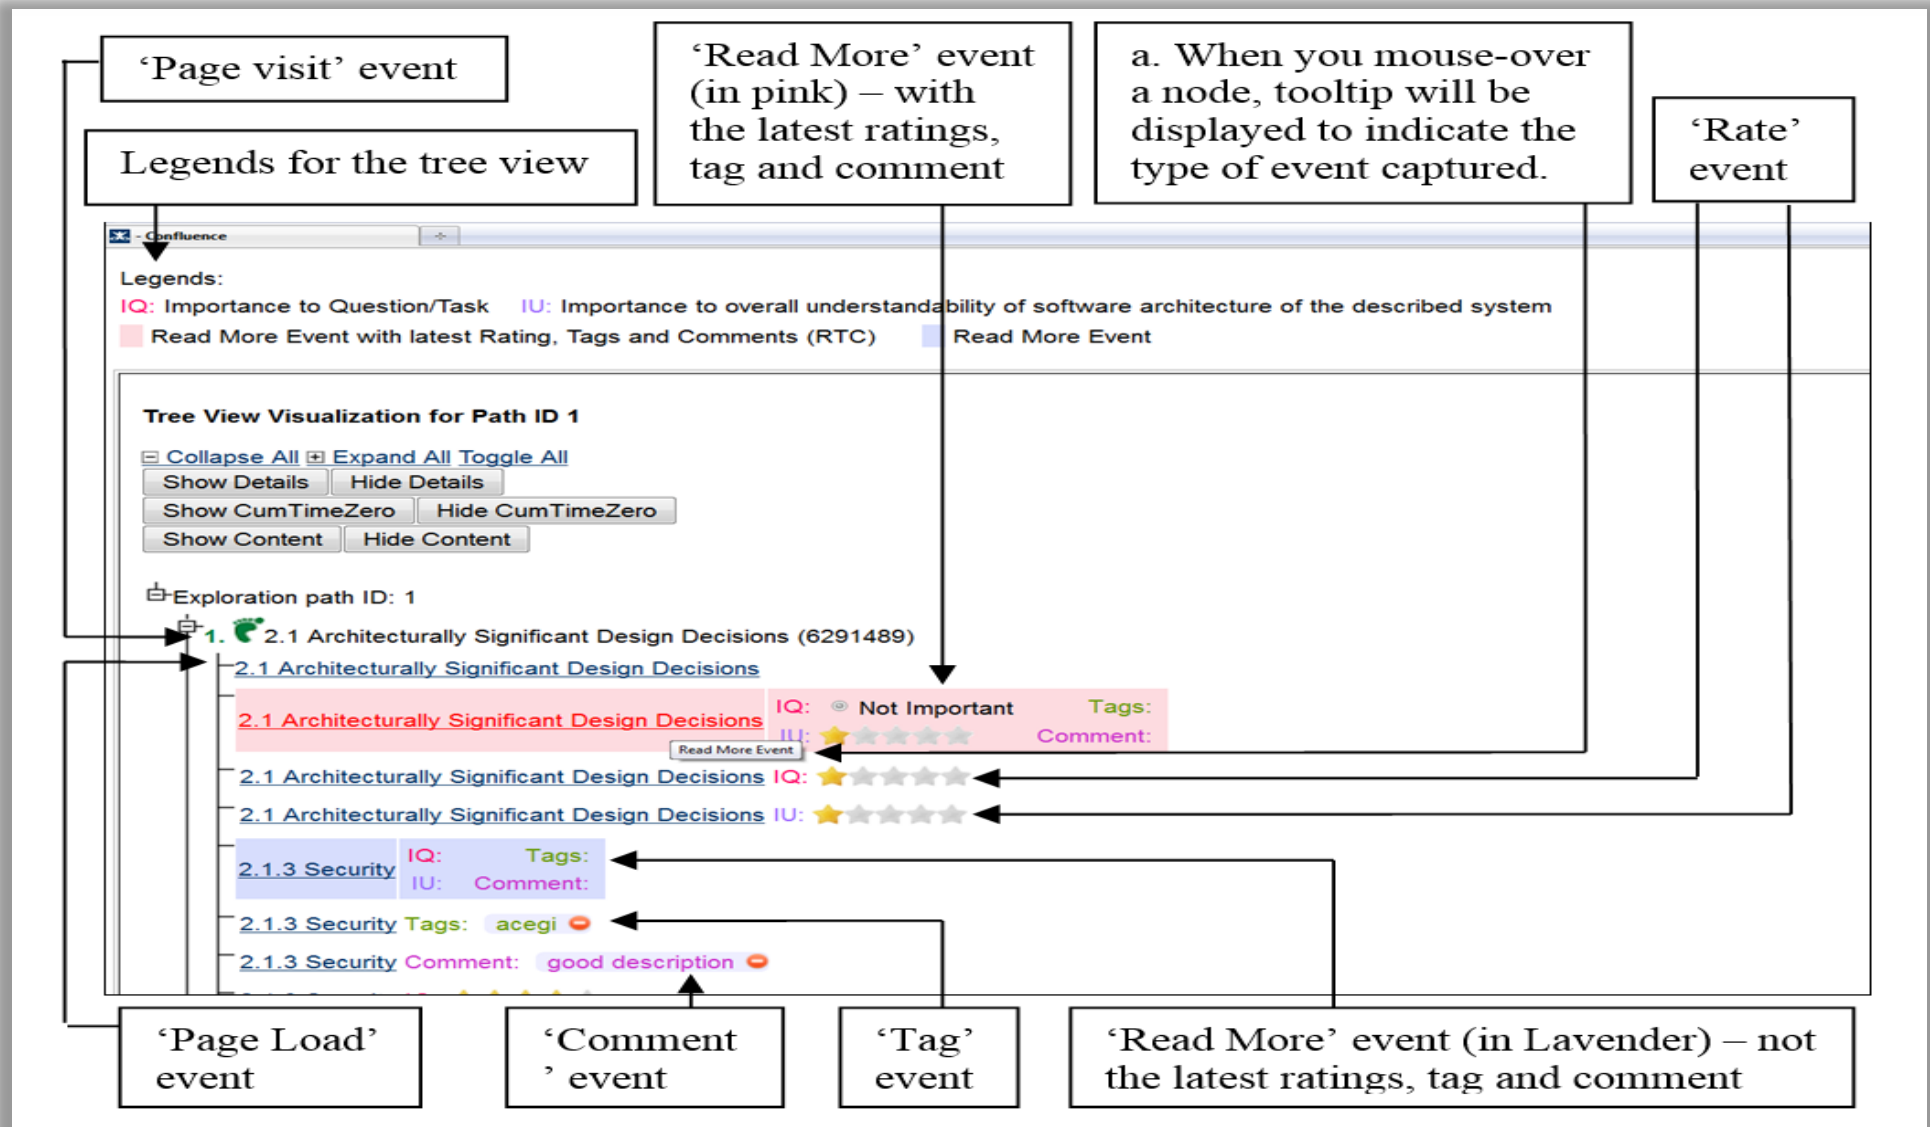 ‘Page visit’ event
‘Read More’ event
(in pink) – with
the latest ratings,
tag and comment
a. When you mouse-over
a node, tooltip will be
displayed to indicate the
type of event captured.
‘Rate’
event
Legends for the tree view
- Confluence
Legends:
IQ: Importance to Question/Task IU: Importance to overall understandability of software architecture of the described system
Read More Event with latest Rating, Tags and Comments (RTC) Read More Event
Tree View Visualization for Path ID 1
Collapse All Expand All Toggle All
Show Details Hide Details
Show CumTimeZero Hide CumTimeZero
Show Content Hide Content
Exploration path ID: 1
1. 2.1 Architecturally Significant Design Decisions (6291489)
2.1 Architecturally Significant Design Decisions
2.1 Architecturally Significant Design Decisions IQ: Not Important Tags:
IU: Comment:
Read More Event
2.1 Architecturally Significant Design Decisions IQ:
2.1 Architecturally Significant Design Decisions IU:
2.1.3 Security IQ: Tags:
IU: Comment:
2.1.3 Security Tags: acegi
2.1.3 Security Comment: good description
‘Page Load’
event
‘Comment
’ event
‘Tag’
event
‘Read More’ event (in Lavender) – not
the latest ratings, tag and comment